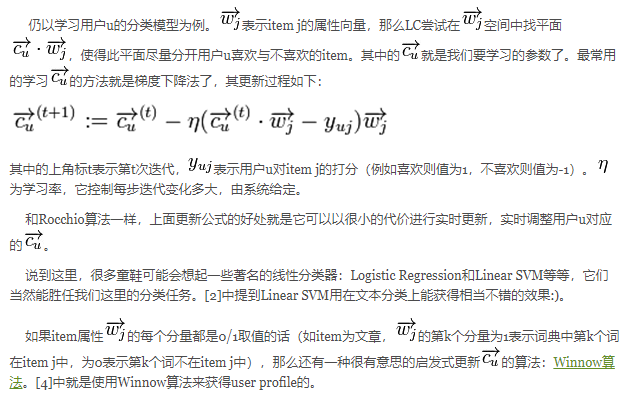 仍以学习用户u的分类模型为例。$\overrightarrow{w_j}$表示item j的属性向量，那么LC尝试在$\overrightarrow{w_j}$空间中找平面
$\overrightarrow{c_u} \cdot \overrightarrow{w_j}$，使得此平面尽量分开用户u喜欢与不喜欢的item。其中的$\overrightarrow{c_u}$就是我们要学习的参数了。最常用
的学习$\overrightarrow{c_u}$的方法就是梯度下降法了，其更新过程如下：
$\overrightarrow{c_u}^{(t+1)} := \overrightarrow{c_u}^{(t)} - \eta(\overrightarrow{c_u}^{(t)} \cdot \overrightarrow{w_j} - y_{uj})\overrightarrow{w_j}$
其中的上角标t表示第t次迭代，$y_{uj}$表示用户u对item j的打分（例如喜欢则值为1，不喜欢则值为-1）。$\eta$
为学习率，它控制每步迭代变化多大，由系统给定。
和Rocchio算法一样，上面更新公式的好处就是它可以以很小的代价进行实时更新，实时调整用户u对应
的$\overrightarrow{c_u}$。
说到这里，很多童鞋可能会想起一些著名的线性分类器：Logistic Regression和Linear SVM等等，它们
当然能胜任我们这里的分类任务。[2]中提到Linear SVM用在文本分类上能获得相当不错的效果:)。
如果item属性$\overrightarrow{w_j}$的每个分量都是0/1取值的话（如item为文章，$\overrightarrow{w_j}$的第k个分量为1表示词典中第k个词
在item j中，为0表示第k个词不在item j中），那么还有一种很有意思的启发式更新$\overrightarrow{c_u}$的算法：Winnow算
法。[4]中就是使用Winnow算法来获得user profile的。